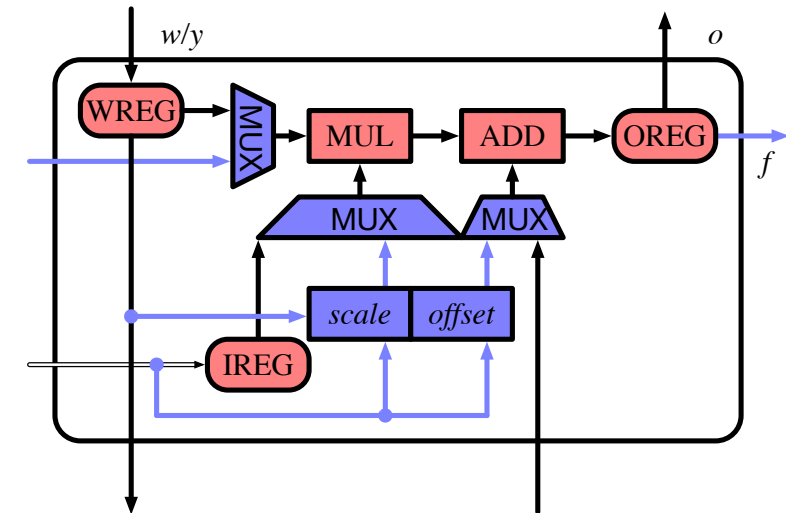 w/y
o
WREG
MUX
MUL
ADD
OREG
f
MUX
MUX
scale
offset
IREG